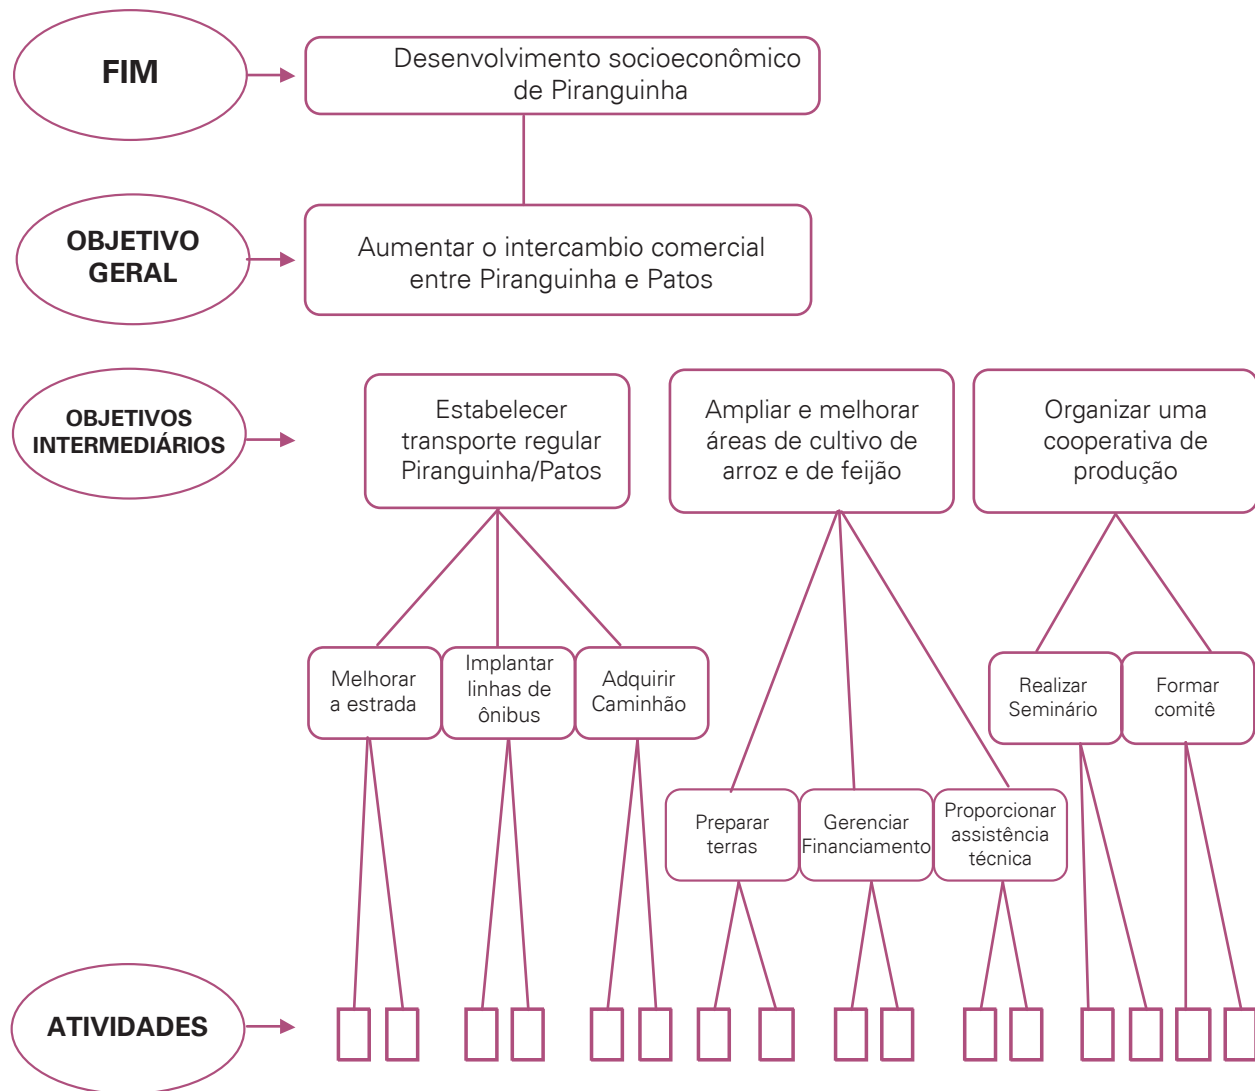 FIM
Desenvolvimento socioeconômico
de Piranguinha
OBJETIVO
GERAL
Aumentar o intercambio comercial
entre Piranguinha e Patos
OBJETIVOS
INTERMEDIÁRIOS
Estabelecer
transporte regular
Piranguinha/Patos
Ampliar e melhorar
áreas de cultivo de
arroz e de feijão
Organizar uma
cooperativa de
produção
Melhorar
a estrada
Implantar
linhas de
ônibus
Adquirir
Caminhão
Realizar
Seminário
Formar
comitê
Preparar
terras
Gerenciar
Financiamento
Proporcionar
assistência
técnica
ATIVIDADES